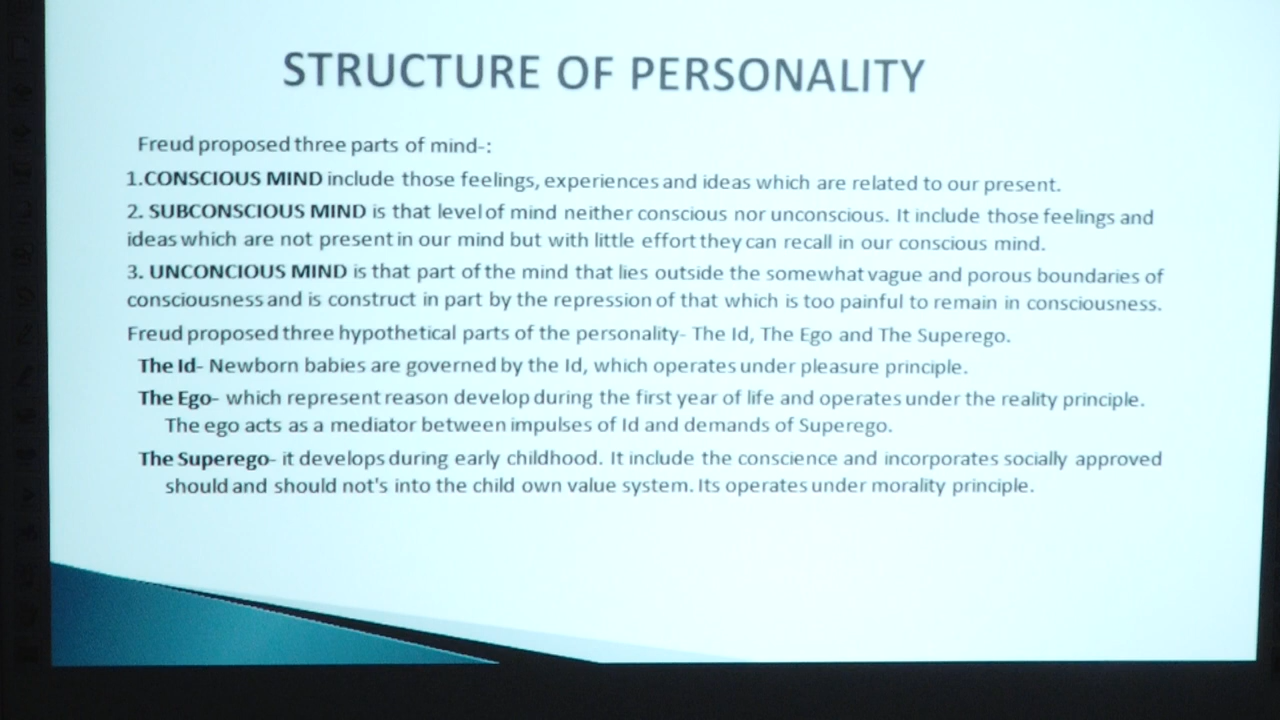 STRUCTURE OF PERSONALITY
Freud proposed three parts of mind-:
1.CONSCIOUS MIND include those feelings, experiences and ideas which are related to our present.
2. SUBCONSCIOUS MIND is that level of mind neither conscious nor unconscious. It include those feelings and
ideas which are not present in our mind but with little effort they can recall in our conscious mind.
3. UNCONCIOUS MIND is that part of the mind that lies outside the somewhat vague and porous boundaries of
consciousness and is construct in part by the repression of that which is too painful to remain in consciousness.
Freud proposed three hypothetical parts of the personality- The Id, The Ego and The Superego.
The Id- Newborn babies are governed by the Id, which operates under pleasure principle.
The Ego- which represent reason develop during the first year of life and operates under the reality principle.
The ego acts as a mediator between impulses of Id and demands of Superego.
The Superego- it develops during early childhood. It include the conscience and incorporates socially approved
should and should not's into the child own value system. Its operates under morality principle.